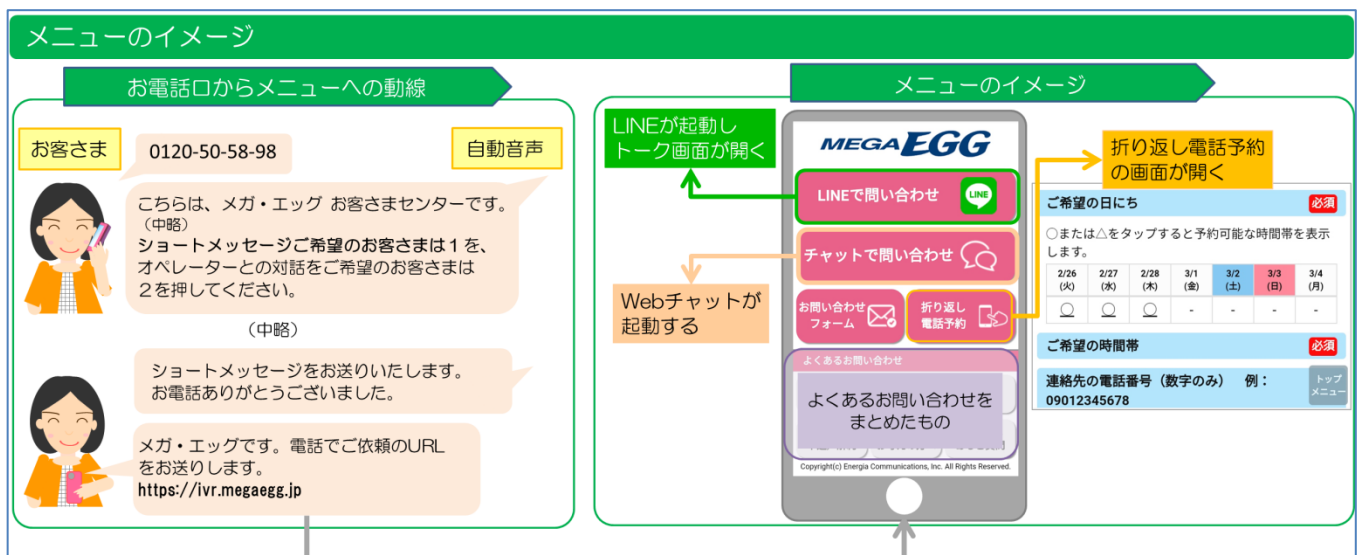 メニューのイメージ
お電話口からメニューへの動線
お客さま
0120-50-58-98
自動音声
こちらは、メガ・エッグ お客さまセンターです。
（中略）
ショートメッセージご希望のお客さまは１を、
オペレーターとの対話をご希望のお客さまは
２を押してください。
（中略）
ショートメッセージをお送りいたします。
お電話ありがとうございました。
メガ・エッグです。電話でご依頼のURL
をお送りします。
https://ivr.megaegg.jp
メニューのイメージ
LINEが起動し
トーク画面が開く
Webチャットが
起動する
MEGA EGG
LINEで問い合わせ
LINE
チャットで問い合わせ
お問い合わせ
フォーム
折り返し
電話予約
よくあるお問い合わせ
よくあるお問い合わせを
まとめたもの
Copyright(c) Energia Communications, Inc. All Rights Reserved.
折り返し電話予約
の画面が開く
ご希望の日にち 必須
○または△をタップすると予約可能な時間帯を表示
します。
2/26 2/27 2/28 3/1 3/2 3/3 3/4
(火) (水) (木) (金) (土) (日) (月)
○ ○ ○ - - - -
ご希望の時間帯 必須
連絡先の電話番号（数字のみ） 例：
09012345678
トップ
メニュー